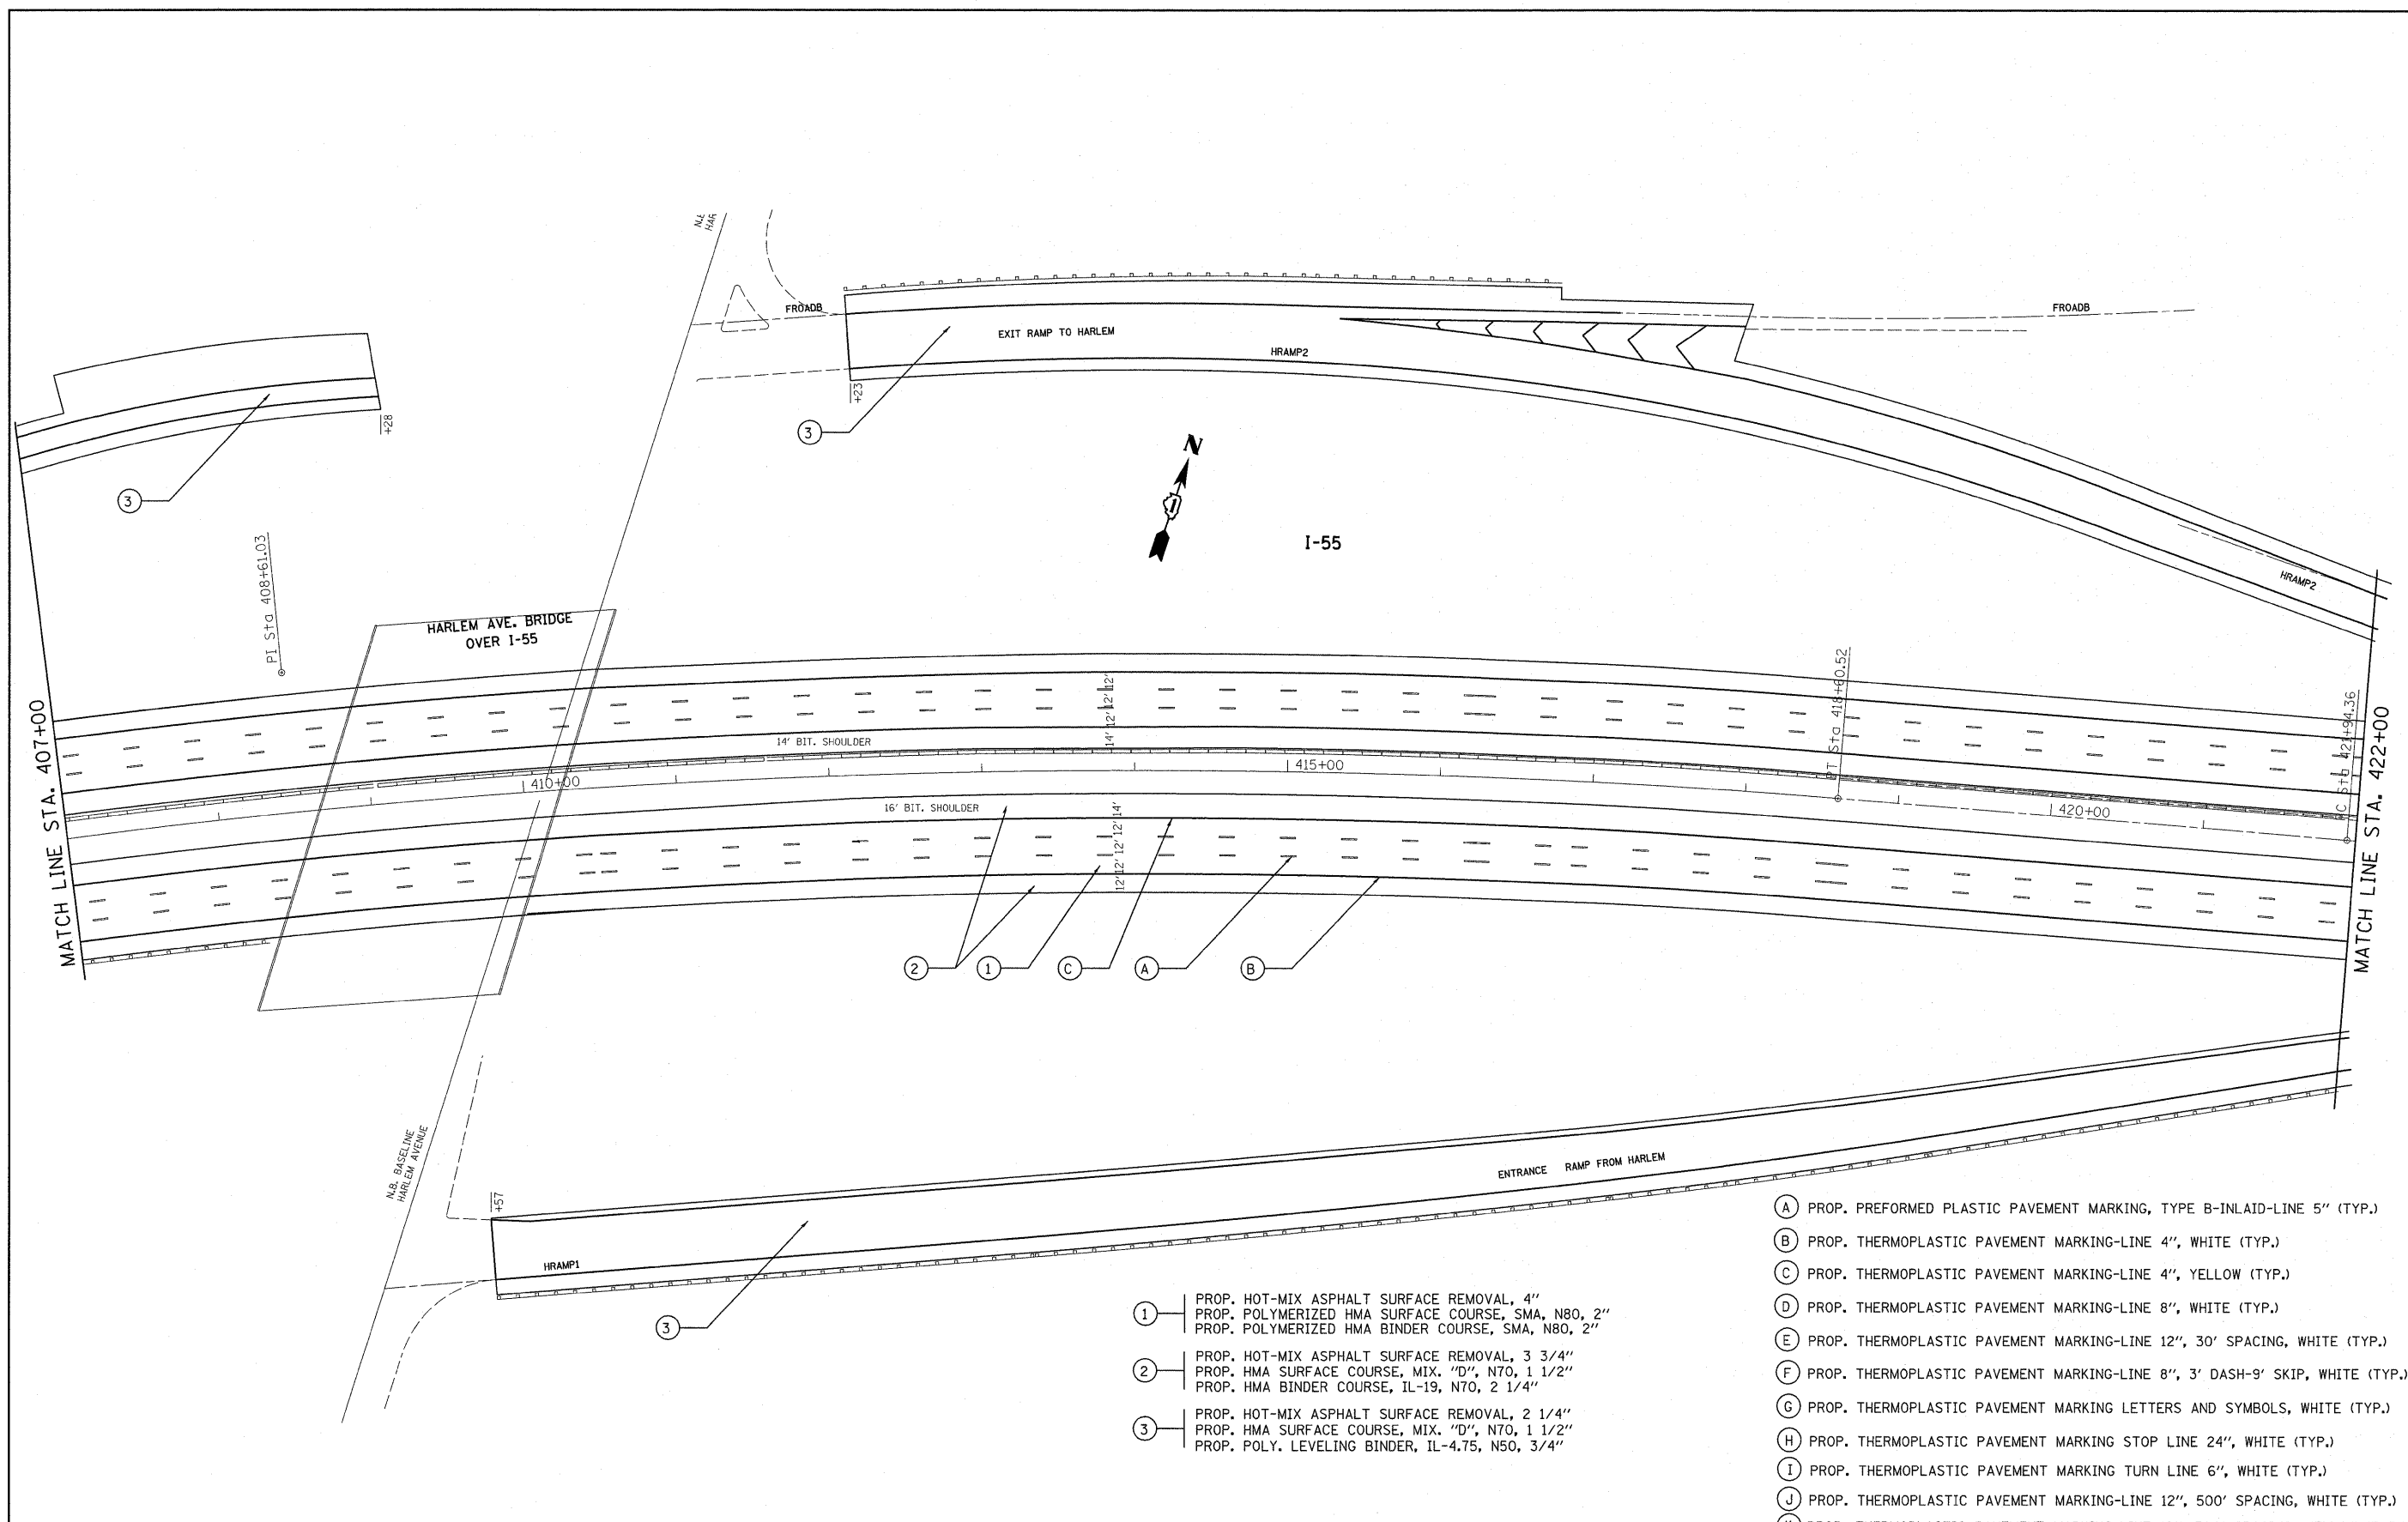 N.E
HAR
FROADB
FROADB
EXIT RAMP TO HARLEM
HRAMP2
+23
+28
3
3
N
1
I-55
PI Sta 408+61.03
HARLEM AVE. BRIDGE
OVER I-55
HRAMP2
MATCH LINE STA. 407+00
14' BIT. SHOULDER
14' 12' 12' 12'
PT Sta 418+60.52
410+00
415+00
420+00
MATCH LINE STA. 422+00
16' BIT. SHOULDER
12' 12' 12' 12' 14'
2
1
C
A
B
N.B. BASELINE
HARLEM AVENUE
+57
ENTRANCE RAMP FROM HARLEM
HRAMP1
3
1 PROP. HOT-MIX ASPHALT SURFACE REMOVAL, 4"
PROP. POLYMERIZED HMA SURFACE COURSE, SMA, N80, 2"
PROP. POLYMERIZED HMA BINDER COURSE, SMA, N80, 2"
2 PROP. HOT-MIX ASPHALT SURFACE REMOVAL, 3 3/4"
PROP. HMA SURFACE COURSE, MIX. "D", N70, 1 1/2"
PROP. HMA BINDER COURSE, IL-19, N70, 2 1/4"
3 PROP. HOT-MIX ASPHALT SURFACE REMOVAL, 2 1/4"
PROP. HMA SURFACE COURSE, MIX. "D", N70, 1 1/2"
PROP. POLY. LEVELING BINDER, IL-4.75, N50, 3/4"
A PROP. PREFORMED PLASTIC PAVEMENT MARKING, TYPE B-INLAID-LINE 5" (TYP.)
B PROP. THERMOPLASTIC PAVEMENT MARKING-LINE 4", WHITE (TYP.)
C PROP. THERMOPLASTIC PAVEMENT MARKING-LINE 4", YELLOW (TYP.)
D PROP. THERMOPLASTIC PAVEMENT MARKING-LINE 8", WHITE (TYP.)
E PROP. THERMOPLASTIC PAVEMENT MARKING-LINE 12", 30' SPACING, WHITE (TYP.)
F PROP. THERMOPLASTIC PAVEMENT MARKING-LINE 8", 3' DASH-9' SKIP, WHITE (TYP.)
G PROP. THERMOPLASTIC PAVEMENT MARKING LETTERS AND SYMBOLS, WHITE (TYP.)
H PROP. THERMOPLASTIC PAVEMENT MARKING STOP LINE 24", WHITE (TYP.)
I PROP. THERMOPLASTIC PAVEMENT MARKING TURN LINE 6", WHITE (TYP.)
J PROP. THERMOPLASTIC PAVEMENT MARKING-LINE 12", 500' SPACING, WHITE (TYP.)